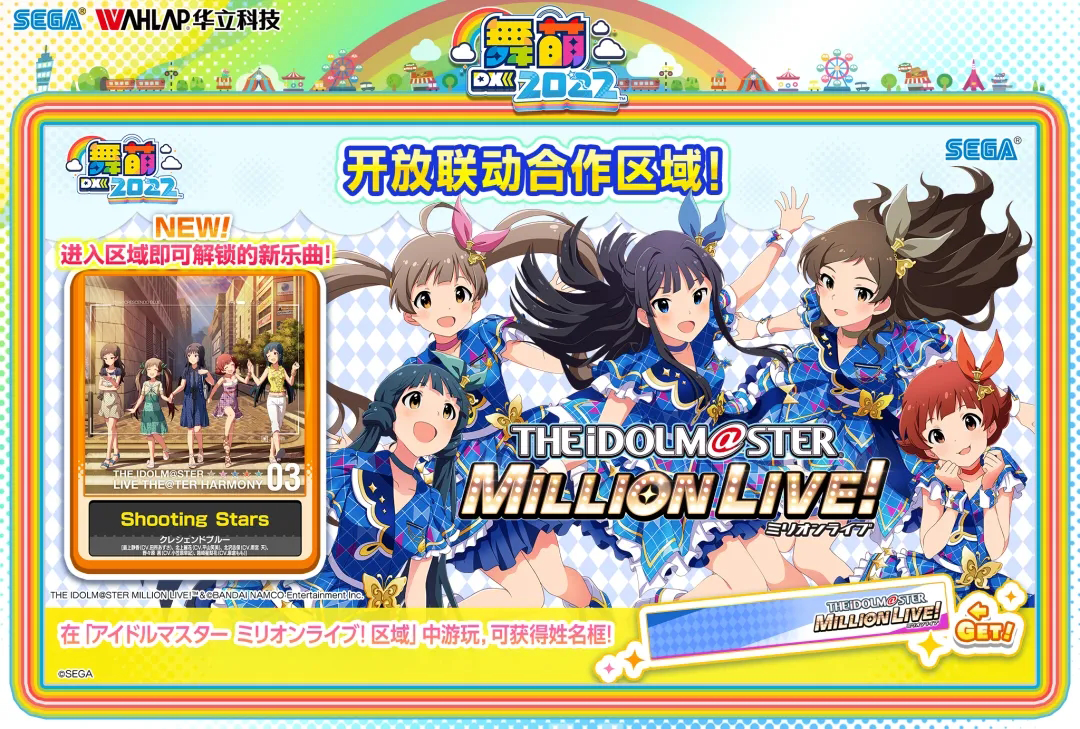 SEGA® WAHLAP 华立科技
舞萌
DX 2022™
舞萌
DX 2022
开放联动合作区域!
SEGA®
NEW!
进入区域即可解锁的新乐曲!
THE IDOLM@STER ★★★★★
LIVE THE@TER HARMONY 03
Shooting Stars
クレシェンドブルー
THE iDOLM@STER
MILLION LIVE!
ミリオンライブ
THE IDOLM@STER MILLION LIVE!™&©BANDAI NAMCO Entertainment Inc.
在「アイドルマスター ミリオンライブ! 区域」中游玩, 可获得姓名框!
THE iDOLM@STER
MILLION LIVE!
GET!
©SEGA